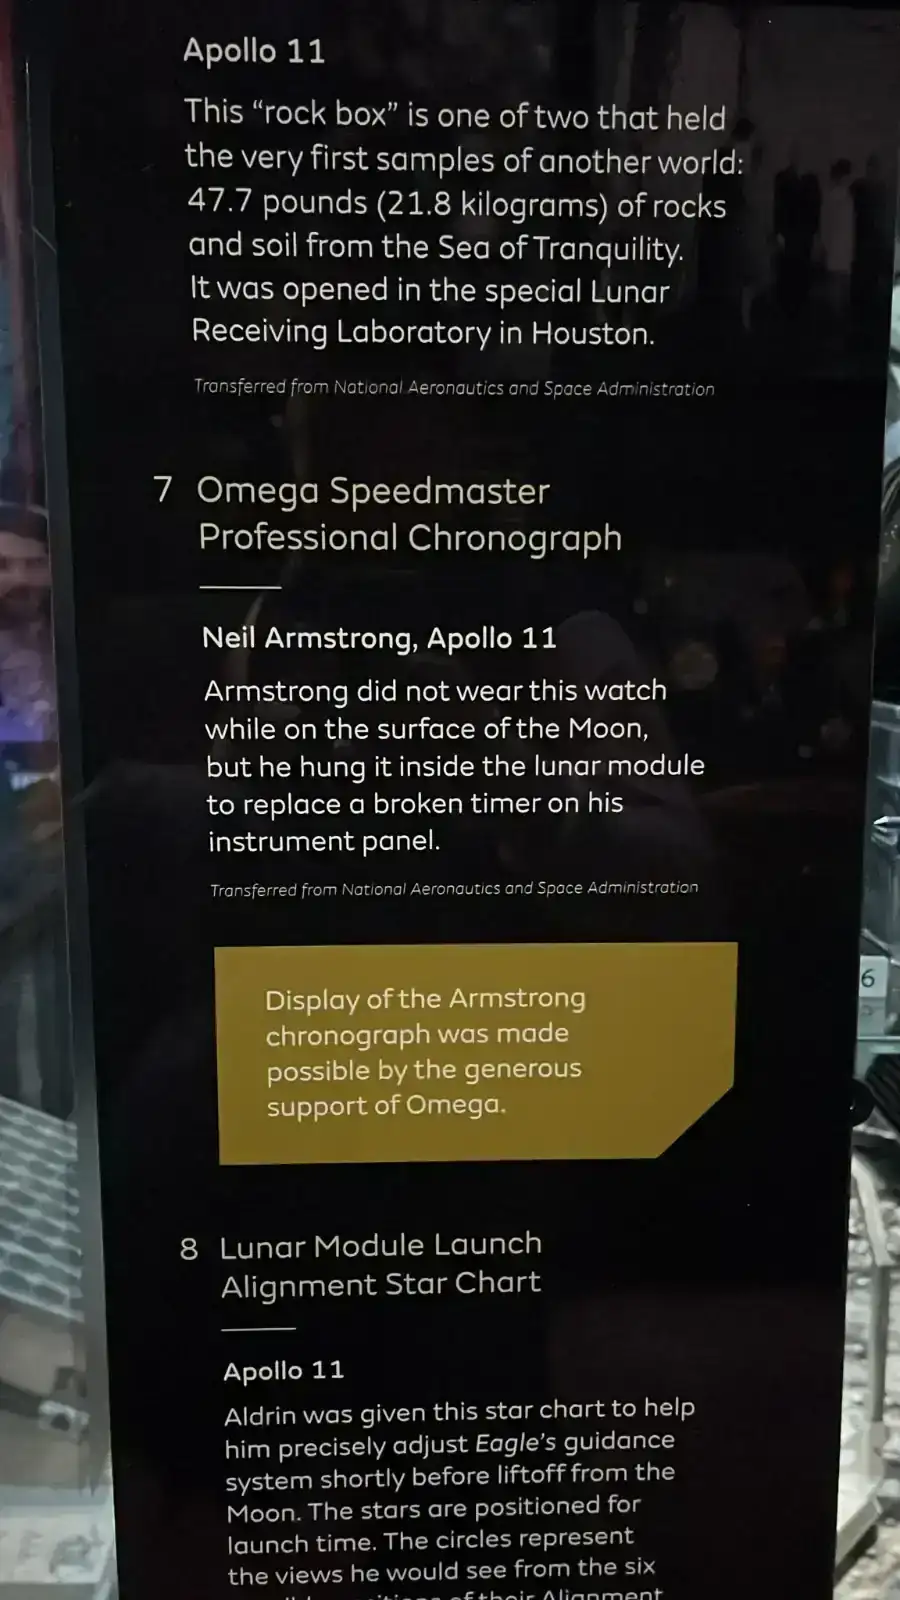 Apollo 11
This “rock box” is one of two that held
the very first samples of another world:
47.7 pounds (21.8 kilograms) of rocks
and soil from the Sea of Tranquility.
It was opened in the special Lunar
Receiving Laboratory in Houston.
Transferred from National Aeronautics and Space Administration
7 Omega Speedmaster
Professional Chronograph
Neil Armstrong, Apollo 11
Armstrong did not wear this watch
while on the surface of the Moon,
but he hung it inside the lunar module
to replace a broken timer on his
instrument panel.
Transferred from National Aeronautics and Space Administration
Display of the Armstrong
chronograph was made
possible by the generous
support of Omega.
6
8 Lunar Module Launch
Alignment Star Chart
Apollo 11
Aldrin was given this star chart to help
him precisely adjust Eagle’s guidance
system shortly before liftoff from the
Moon. The stars are positioned for
launch time. The circles represent
the views he would see from the six
of their Alignment